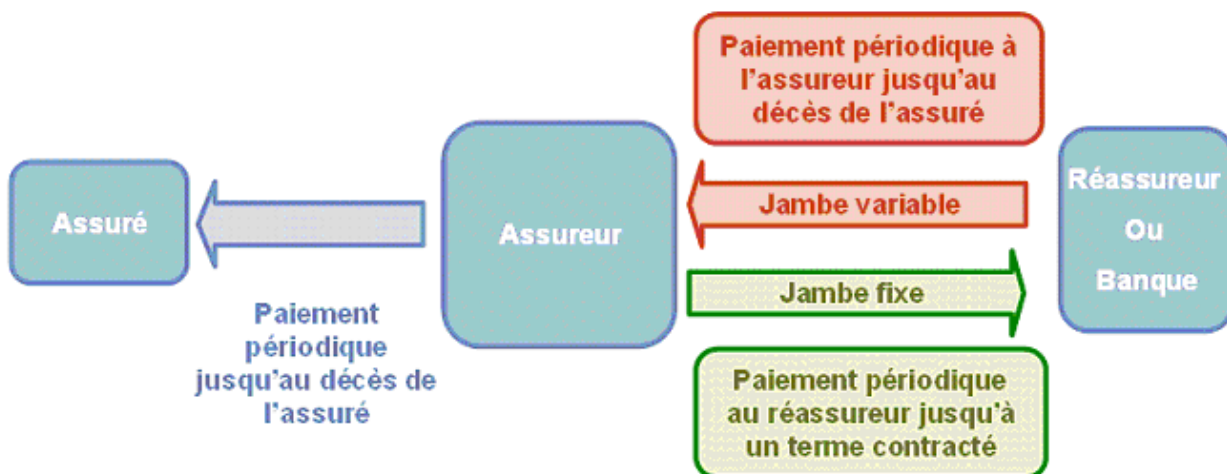 Paiement périodique à
l'assureur jusqu'au
décès de l'assuré
Assuré
Assureur
Jambe variable
Jambe fixe
Réassureur
Ou
Banque
Paiement
périodique
jusqu'au décès de
l'assuré
Paiement périodique
au réassureur jusqu'à
un terme contracté